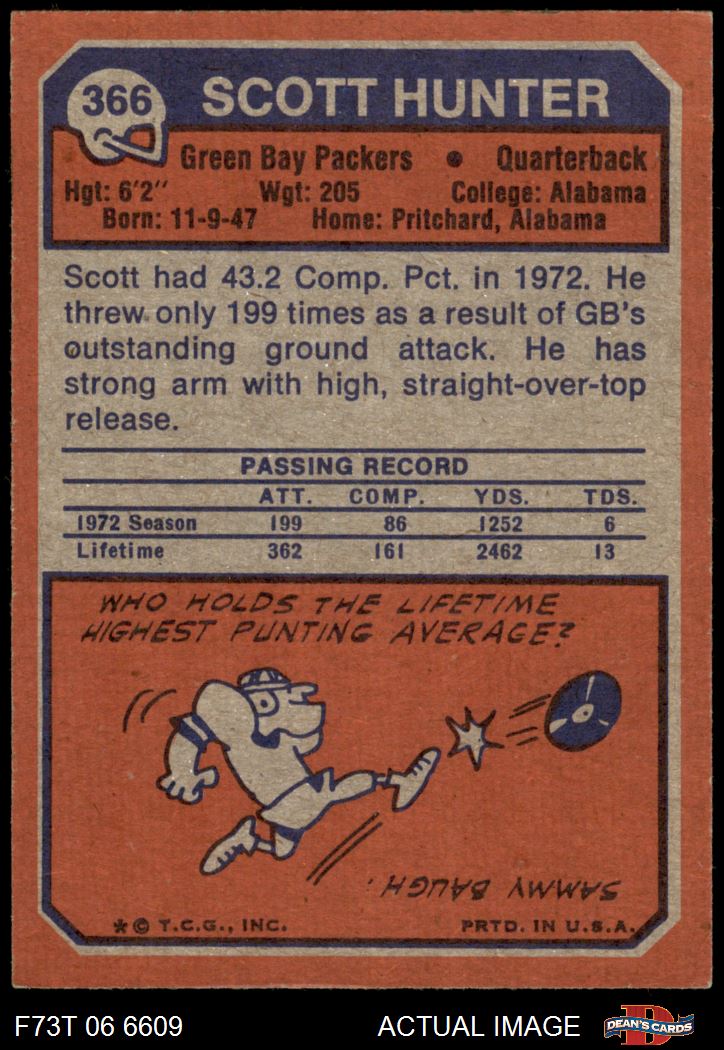 366
SCOTT HUNTER
Green Bay Packers • Quarterback
Hgt: 6'2" Wgt: 205 College: Alabama
Born: 11-9-47 Home: Pritchard, Alabama
Scott had 43.2 Comp. Pct. in 1972. He
threw only 199 times as a result of GB's
outstanding ground attack. He has
strong arm with high, straight-over-top
release.
PASSING RECORD
ATT. COMP. YDS. TDS.
1972 Season 199 86 1252 6
Lifetime 362 161 2462 13
WHO HOLDS THE LIFETIME
HIGHEST PUNTING AVERAGE?
SAMMY BAUGH.
*© T.C.G., INC. PRTD. IN U.S.A.
F73T 06 6609 ACTUAL IMAGE
D
DEAN'S CARDS